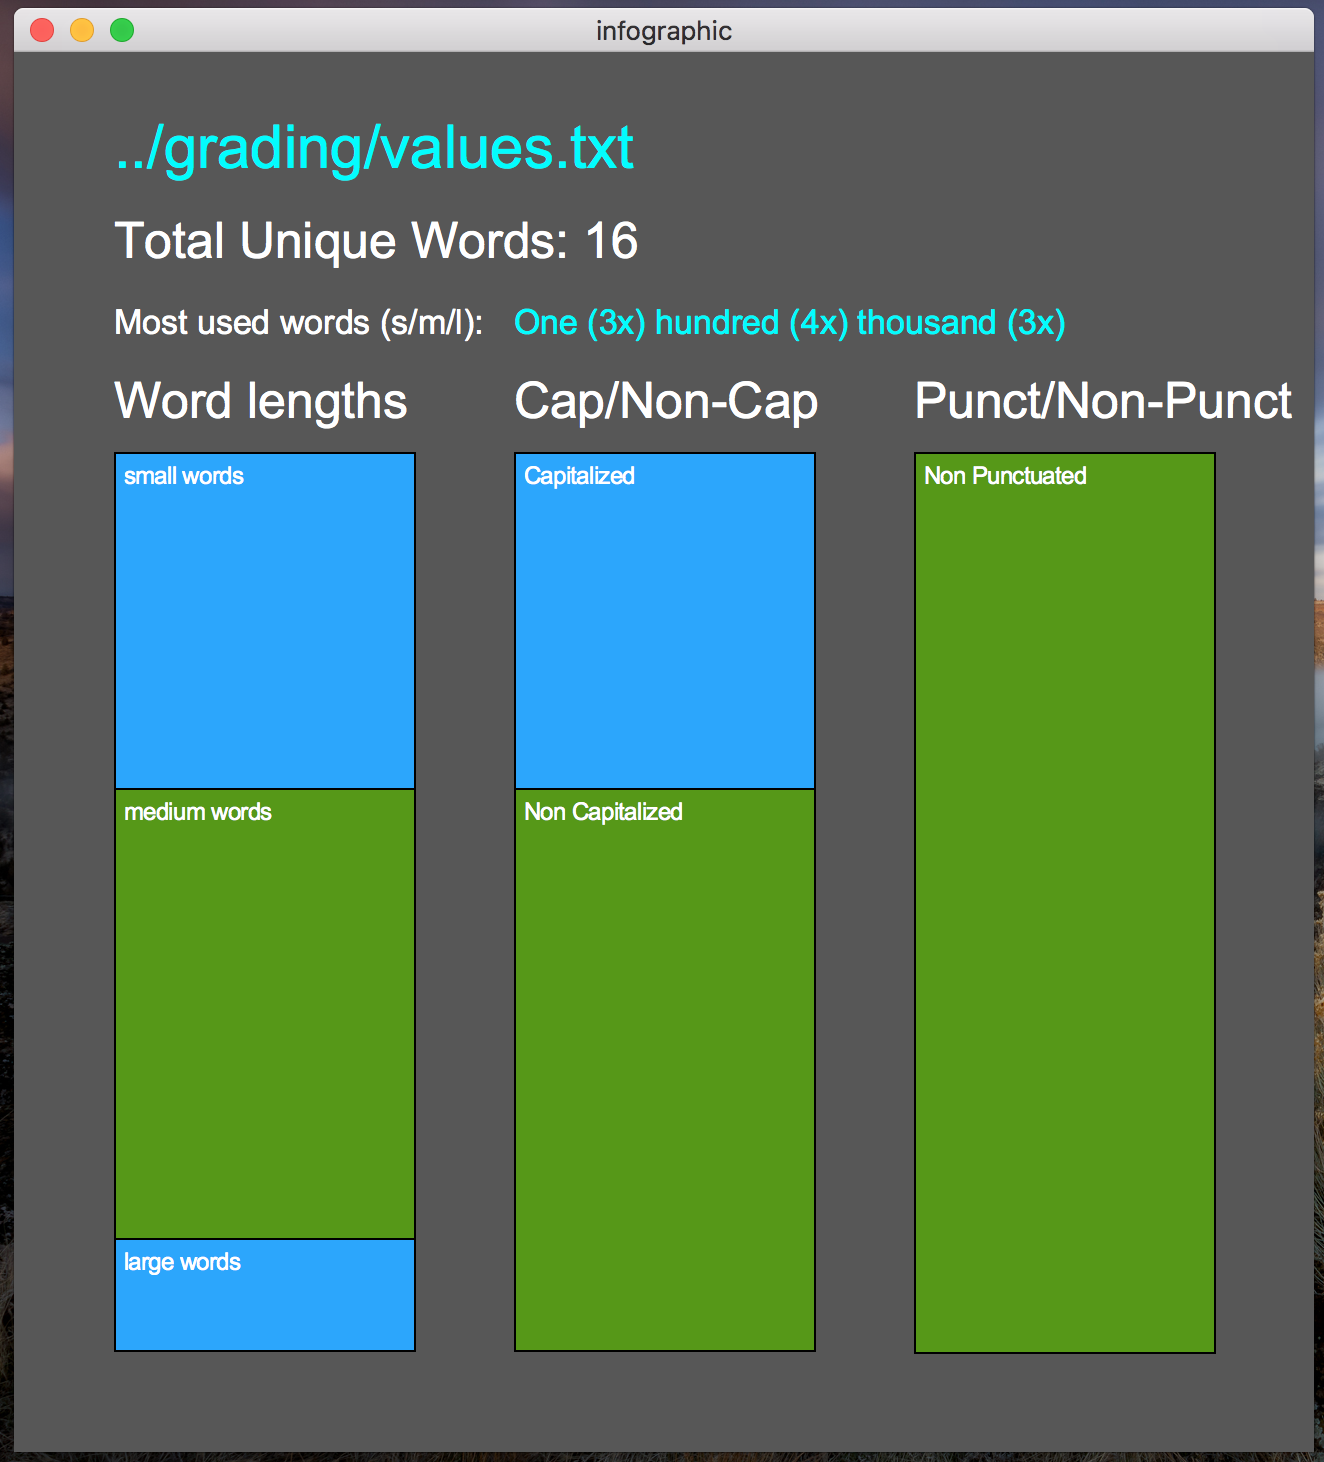 infographic
../grading/values.txt
Total Unique Words: 16
Most used words (s/m/l): One (3x) hundred (4x) thousand (3x)
Word lengths Cap/Non-Cap Punct/Non-Punct
small words Capitalized Non Punctuated
medium words Non Capitalized
large words